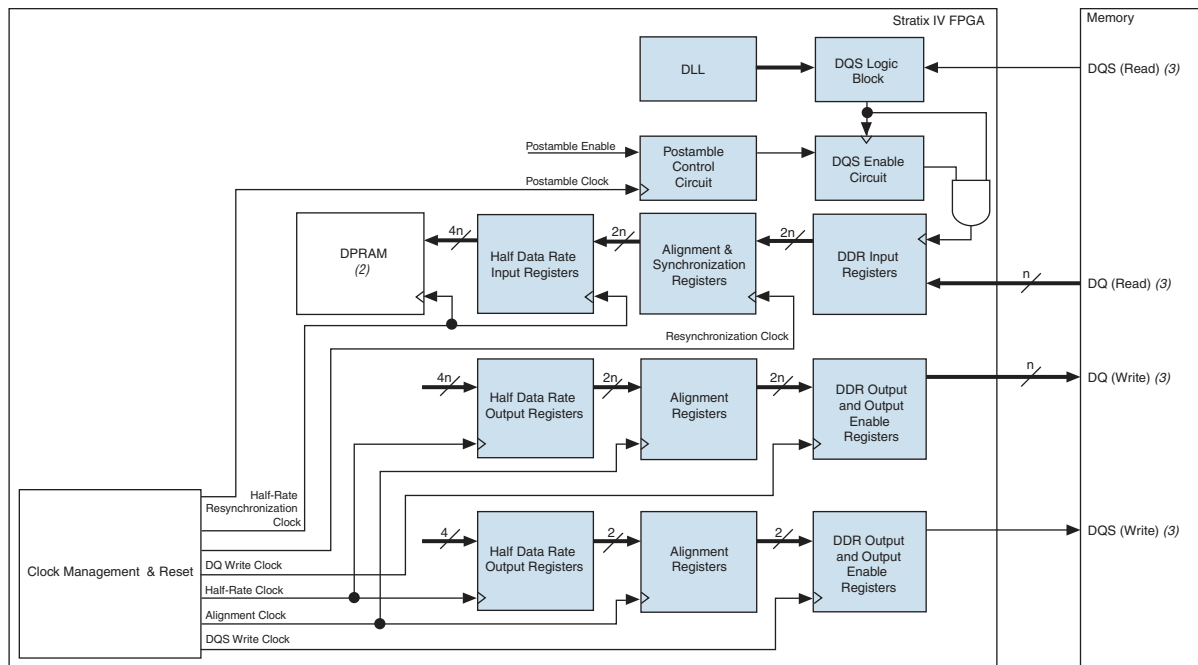 Stratix IV FPGA
Memory
DLL
DQS Logic
Block
DQS (Read) (3)
Postamble Enable
Postamble Clock
Postamble
Control
Circuit
DQS Enable
Circuit
DPRAM
(2)
4n
Half Data Rate
Input Registers
2n
Alignment &
Synchronization
Registers
2n
DDR Input
Registers
n
DQ (Read) (3)
Resynchronization Clock
4n
Half Data Rate
Output Registers
2n
Alignment
Registers
2n
DDR Output
and Output
Enable
Registers
n
DQ (Write) (3)
Clock Management & Reset
Half-Rate
Resynchronization
Clock
DQ Write Clock
Half-Rate Clock
Alignment Clock
DQS Write Clock
4
Half Data Rate
Output Registers
2
Alignment
Registers
2
DDR Output
and Output
Enable
Registers
DQS (Write) (3)